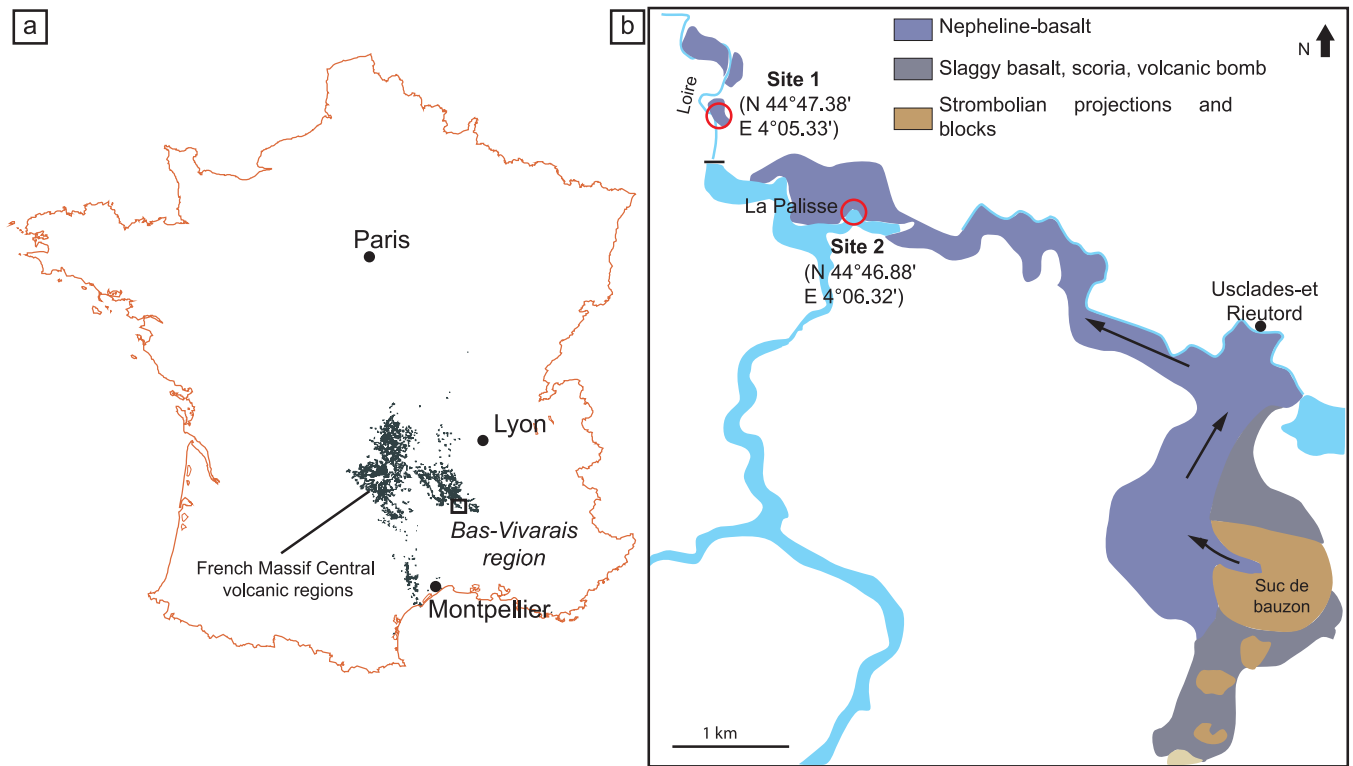 a
Paris
Lyon
Bas-Vivarais
region
French Massif Central
volcanic regions
Montpellier
b
Nepheline-basalt
Slaggy basalt, scoria, volcanic bomb
Strombolian projections and
blocks
N
Loire
Site 1
(N 44°47.38'
E 4°05.33')
La Palisse
Site 2
(N 44°46.88'
E 4°06.32')
Usclades-et
Rieutord
Suc de
bauzon
1 km